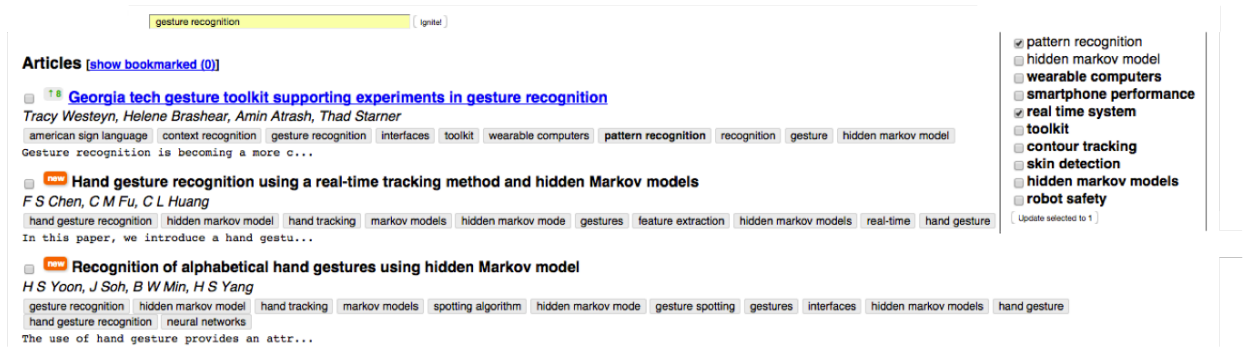 gesture recognition Ignite!
Articles [show bookmarked (0)]
↑8 Georgia tech gesture toolkit supporting experiments in gesture recognition
Tracy Westeyn, Helene Brashear, Amin Atrash, Thad Starner
american sign language context recognition gesture recognition interfaces toolkit wearable computers pattern recognition recognition gesture hidden markov model
Gesture recognition is becoming a more c...
new Hand gesture recognition using a real-time tracking method and hidden Markov models
F S Chen, C M Fu, C L Huang
hand gesture recognition hidden markov model hand tracking markov models hidden markov mode gestures feature extraction hidden markov models real-time hand gesture
In this paper, we introduce a hand gestu...
new Recognition of alphabetical hand gestures using hidden Markov model
H S Yoon, J Soh, B W Min, H S Yang
gesture recognition hidden markov model hand tracking markov models spotting algorithm hidden markov mode gesture spotting gestures interfaces hidden markov models hand gesture
hand gesture recognition neural networks
The use of hand gesture provides an attr...
pattern recognition
hidden markov model
wearable computers
smartphone performance
real time system
toolkit
contour tracking
skin detection
hidden markov models
robot safety
Update selected to 1